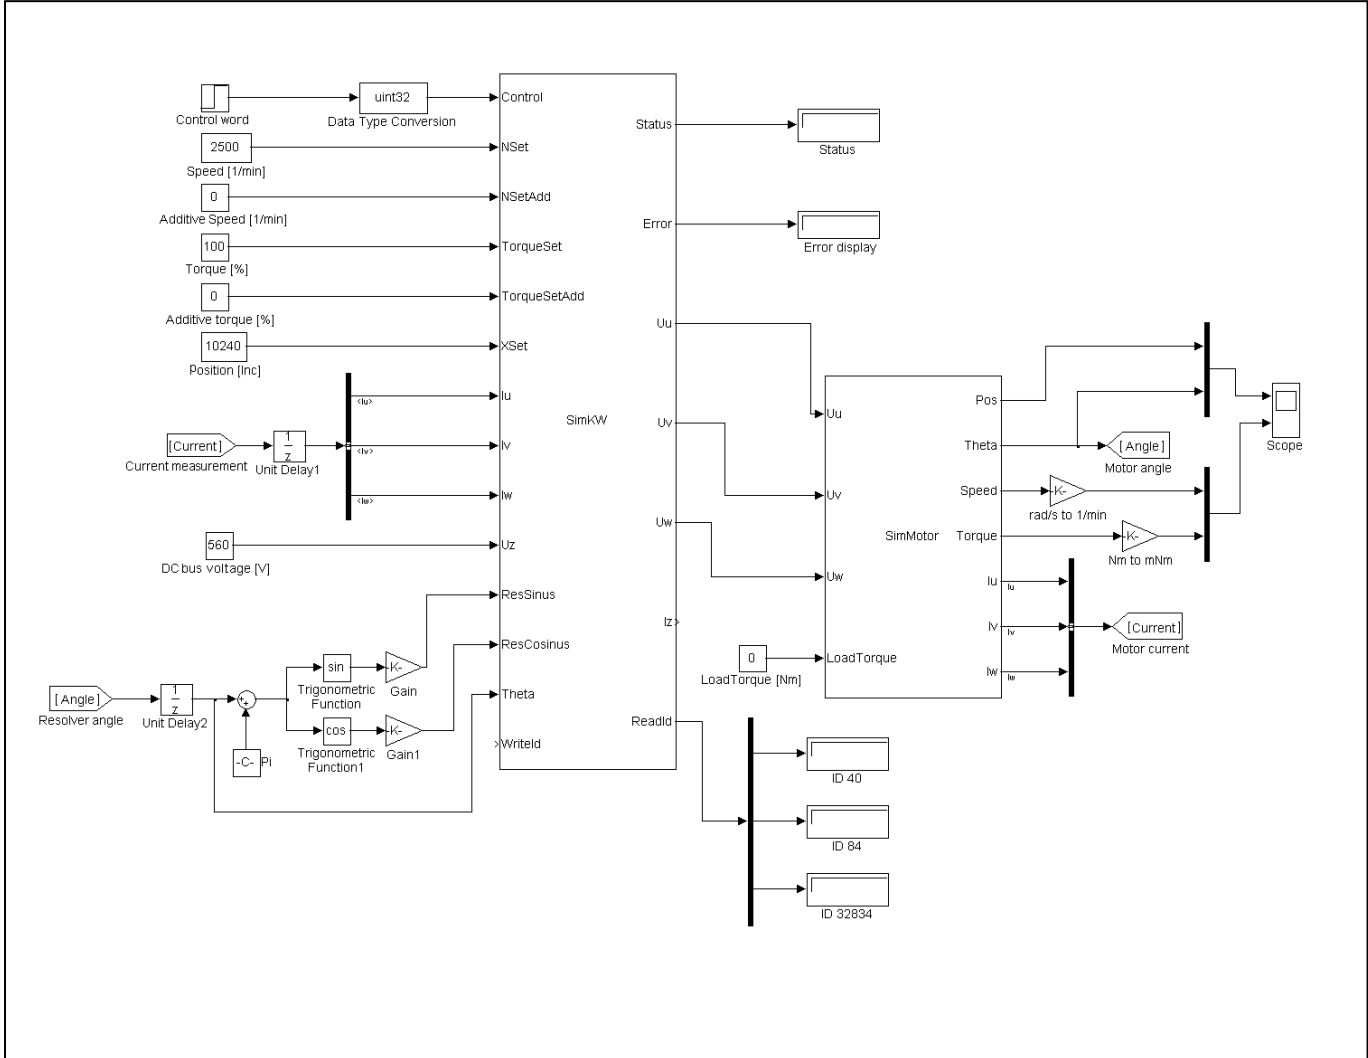 uint32
Control word
Data Type Conversion
2500
Speed [1/min]
0
Additive Speed [1/min]
100
Torque [%]
0
Additive torque [%]
10240
Position [Inc]
[Current]
Current measurement
1
z
Unit Delay1
<Iu>
<Iv>
<Iw>
560
DC bus voltage [V]
[Angle]
Resolver angle
1
z
Unit Delay2
+
+
-C-
Pi
sin
Trigonometric
Function
cos
Trigonometric
Function1
-K-
Gain
-K-
Gain1
Control
NSet
NSetAdd
TorqueSet
TorqueSetAdd
XSet
Iu
Iv
Iw
Uz
ResSinus
ResCosinus
Theta
WriteId
SimKW
Status
Error
Uu
Uv
Uw
Iz
ReadId
Status
Error display
0
LoadTorque [Nm]
Uu
Uv
Uw
LoadTorque
SimMotor
Pos
Theta
Speed
Torque
Iu
Iv
Iw
Iu
Iv
Iw
[Angle]
Motor angle
-K-
rad/s to 1/min
-K-
Nm to mNm
[Current]
Motor current
Scope
ID 40
ID 84
ID 32834